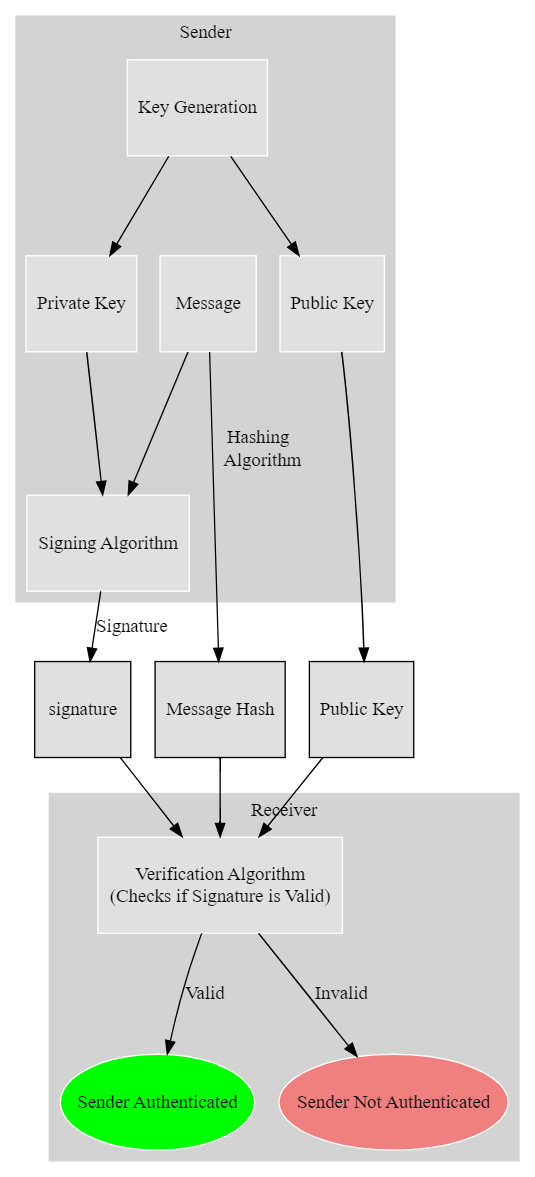 Sender
Key Generation
Private Key
Message
Public Key
Hashing
Algorithm
Signing Algorithm
Signature
signature
Message Hash
Public Key
Receiver
Verification Algorithm
(Checks if Signature is Valid)
Valid
Invalid
Sender Authenticated
Sender Not Authenticated